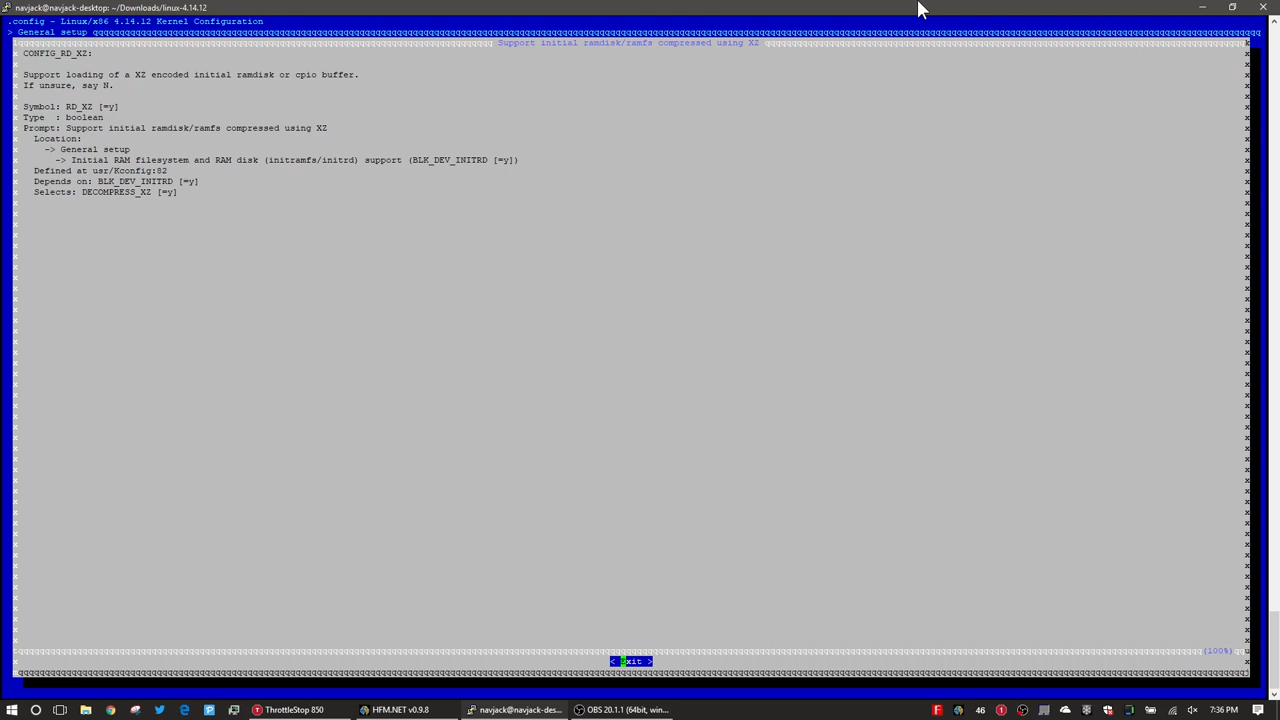 navjack@navjack-desktop: ~/Downloads/linux-4.14.12
.config - Linux/x86 4.14.12 Kernel Configuration
> General setup
Support initial ramdisk/ramfs compressed using XZ
CONFIG_RD_XZ:
Support loading of a XZ encoded initial ramdisk or cpio buffer.
If unsure, say N.
Symbol: RD_XZ [=y]
Type : boolean
Prompt: Support initial ramdisk/ramfs compressed using XZ
Location:
-> General setup
-> Initial RAM filesystem and RAM disk (initramfs/initrd) support (BLK_DEV_INITRD [=y])
Defined at usr/Kconfig:82
Depends on: BLK_DEV_INITRD [=y]
Selects: DECOMPRESS_XZ [=y]
(100%)
< Exit >
ThrottleStop 850
HFM.NET v0.9.8
navjack@navjack-des...
OBS 20.1.1 (64bit, win...
46
7:36 PM